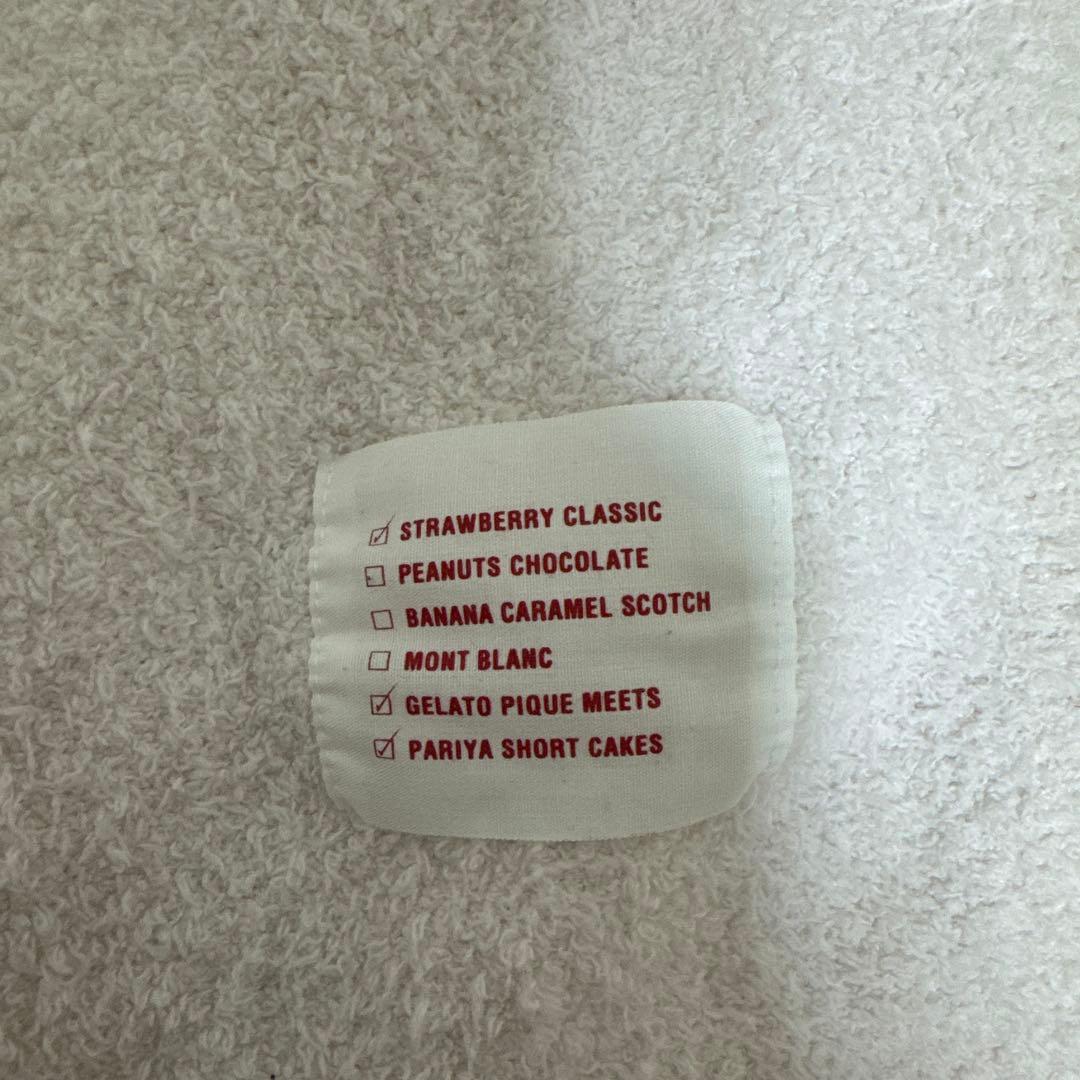 ☑ STRAWBERRY CLASSIC
☐ PEANUTS CHOCOLATE
☐ BANANA CARAMEL SCOTCH
☐ MONT BLANC
☑ GELATO PIQUE MEETS
☑ PARIYA SHORT CAKES